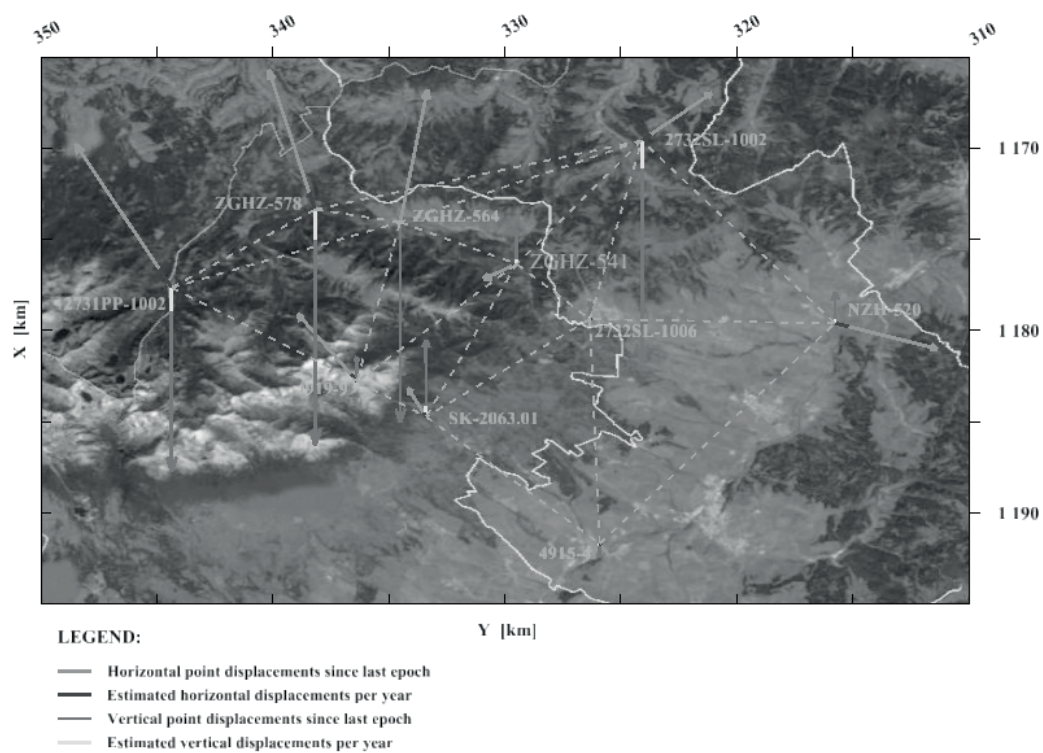 350
340
330
320
310
2732SL-1002
1 170
ZGHZ-578
ZGHZ-564
ZGHZ-541
2731PP-1002
NZH-520
X [km]
2732SL-1006
1 180
SK-2063.01
1 190
Y [km]
LEGEND:
Horizontal point displacements since last epoch
Estimated horizontal displacements per year
Vertical point displacements since last epoch
Estimated vertical displacements per year